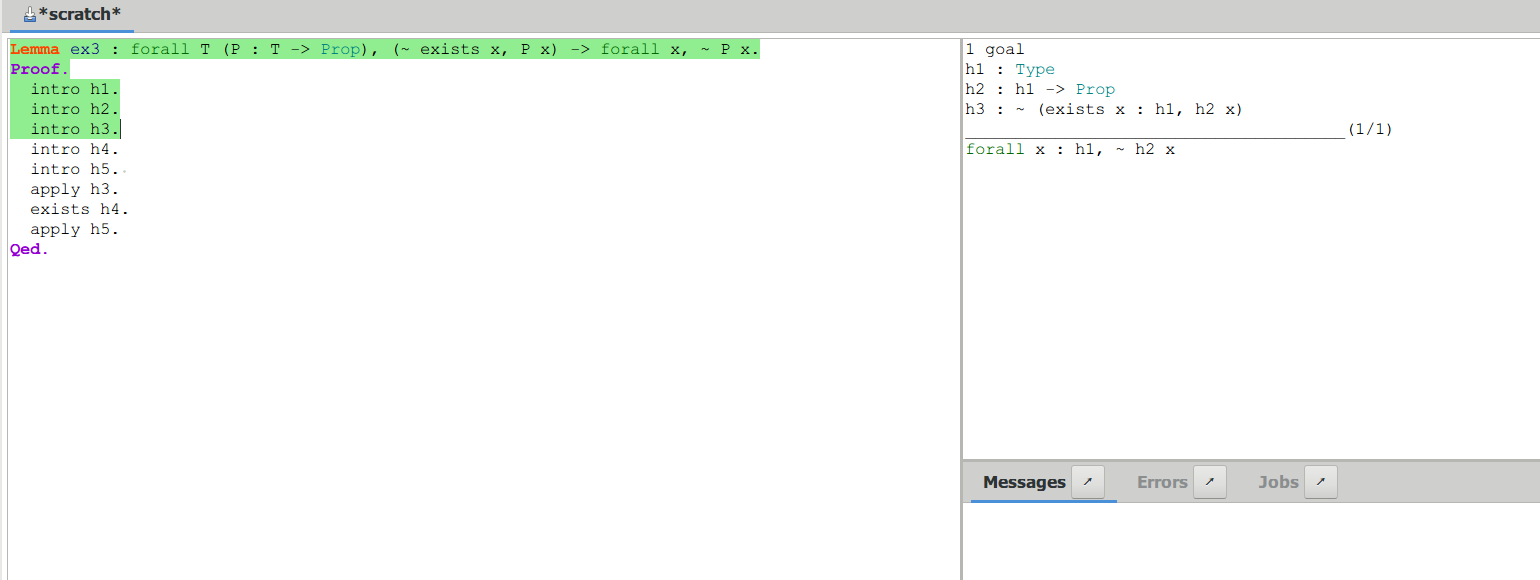 *scratch*
Lemma ex3 : forall T (P : T -> Prop), (~ exists x, P x) -> forall x, ~ P x.
Proof.
intro h1.
intro h2.
intro h3.
intro h4.
intro h5.
apply h3.
exists h4.
apply h5.
Qed.
1 goal
h1 : Type
h2 : h1 -> Prop
h3 : ~ (exists x : h1, h2 x)
______________________________________(1/1)
forall x : h1, ~ h2 x
Messages
Errors
Jobs